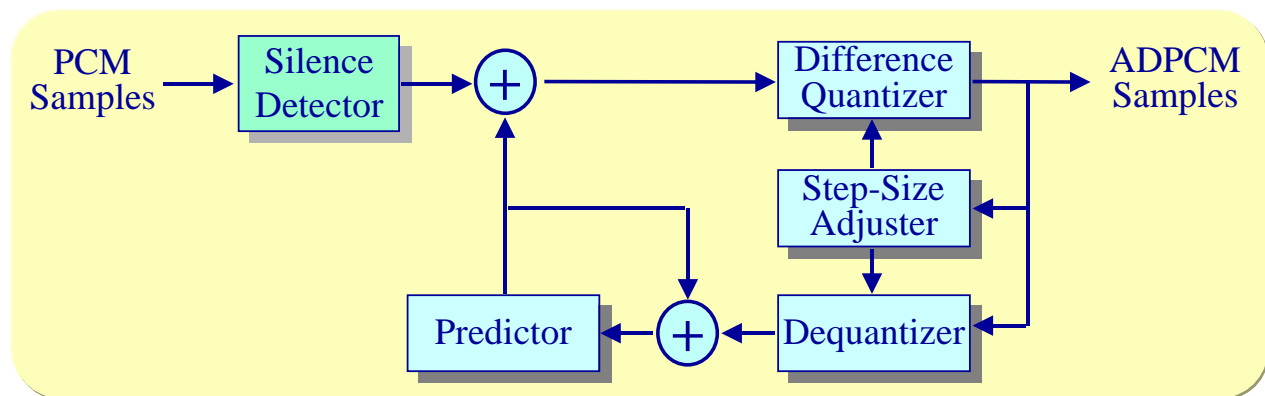 PCM
Samples
Silence
Detector
+
Difference
Quantizer
ADPCM
Samples
Step-Size
Adjuster
Predictor
+
Dequantizer